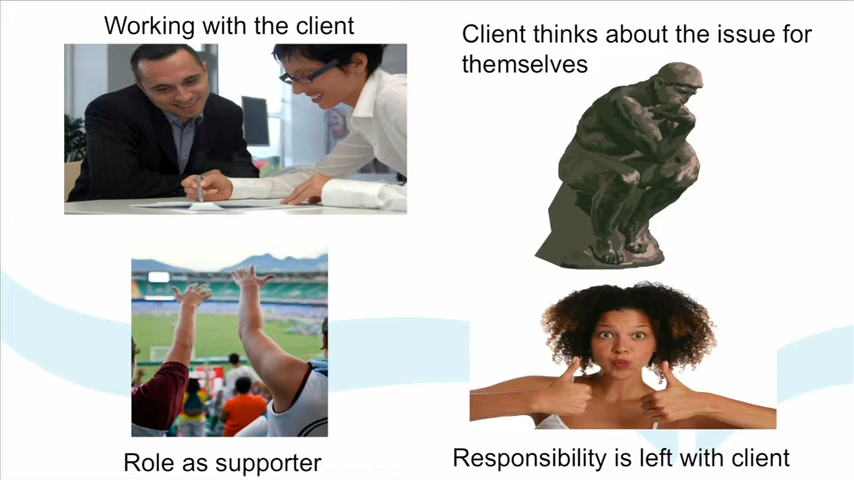 Working with the client
Client thinks about the issue for
themselves
Role as supporter
Responsibility is left with client